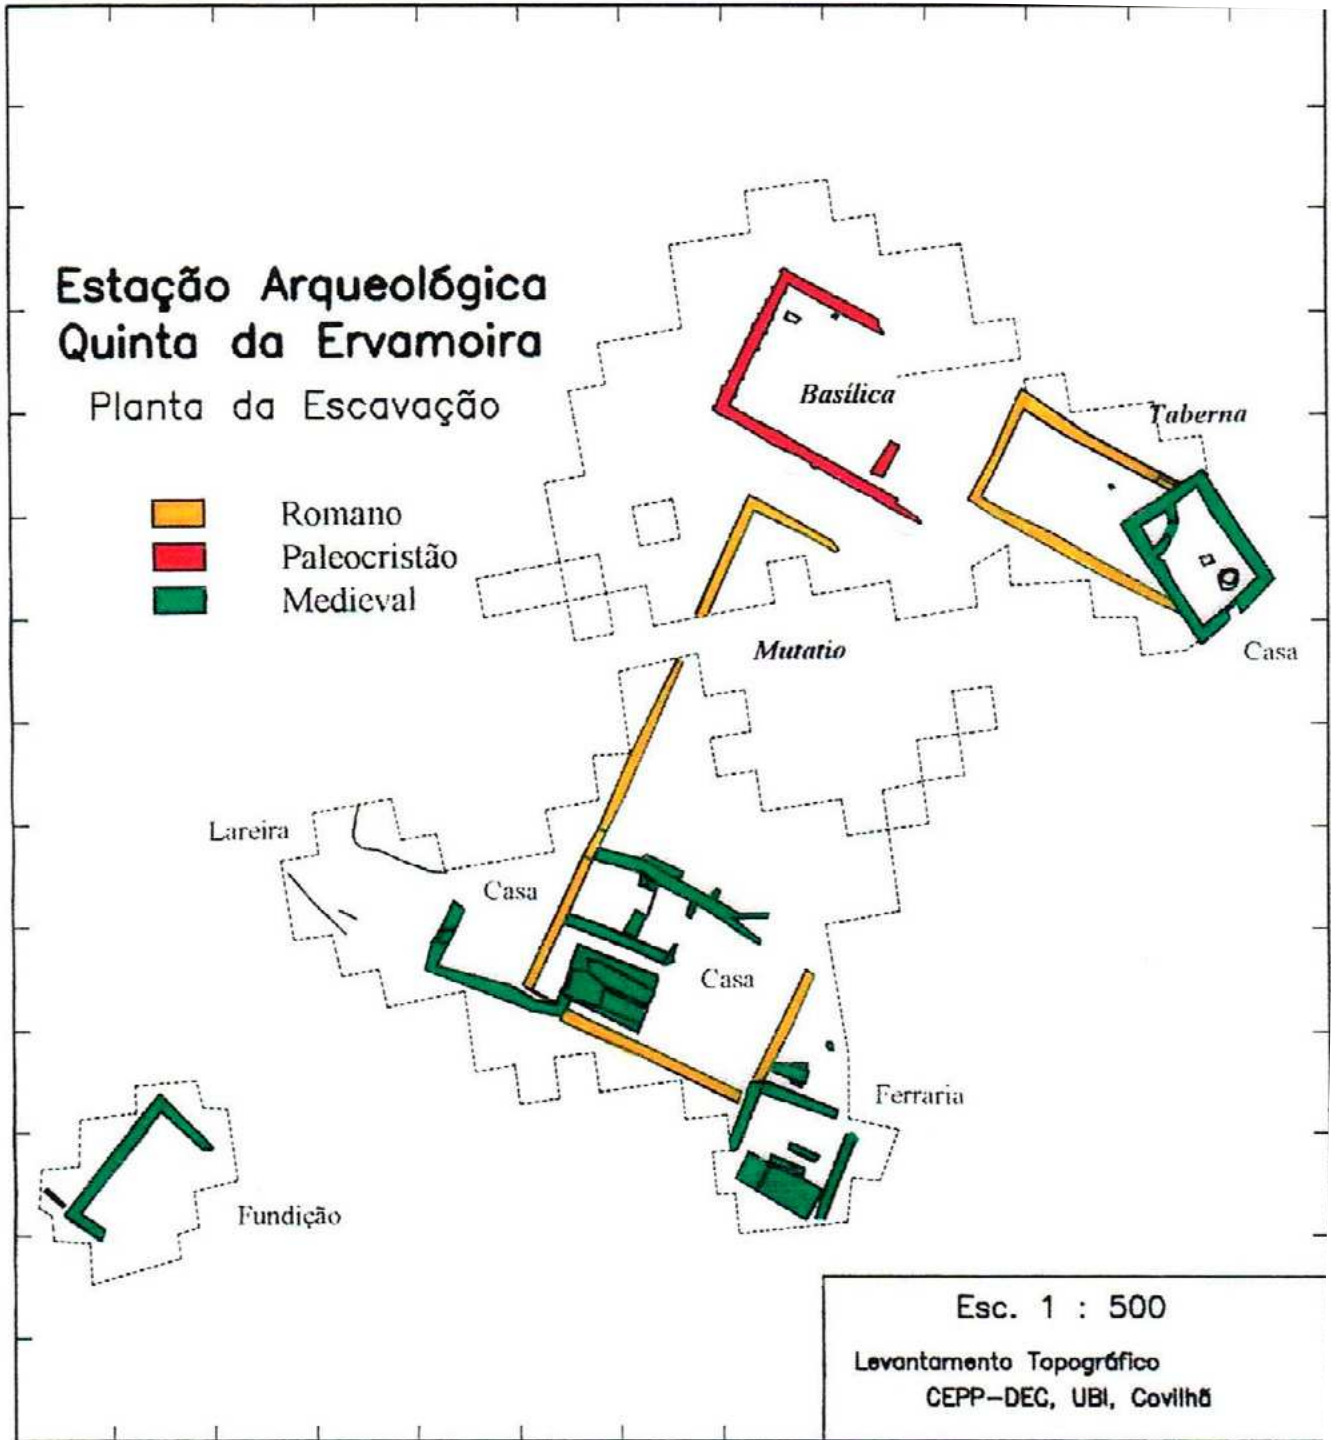 Estação Arqueológica
Quinta da Ervamoira
Planta da Escavação
Romano
Paleocristão
Medieval
Basílica
Taberna
Casa
Mutatio
Lareira
Casa
Casa
Ferraria
Fundição
Esc. 1 : 500
Levantamento Topográfico
CEPP-DEC, UBI, Covilhã